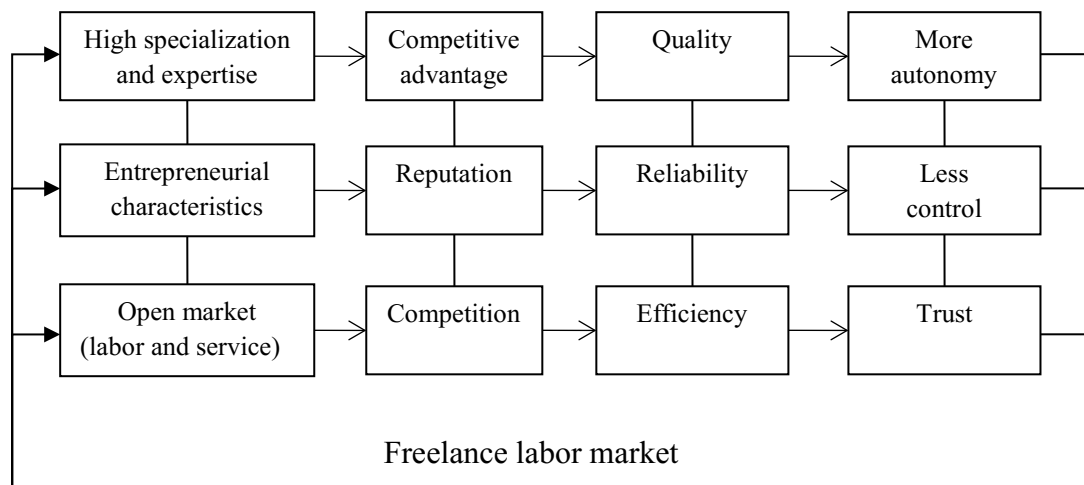 High specialization
and expertise
Competitive
advantage
Quality
More
autonomy
Entrepreneurial
characteristics
Reputation
Reliability
Less
control
Open market
(labor and service)
Competition
Efficiency
Trust
Freelance labor market